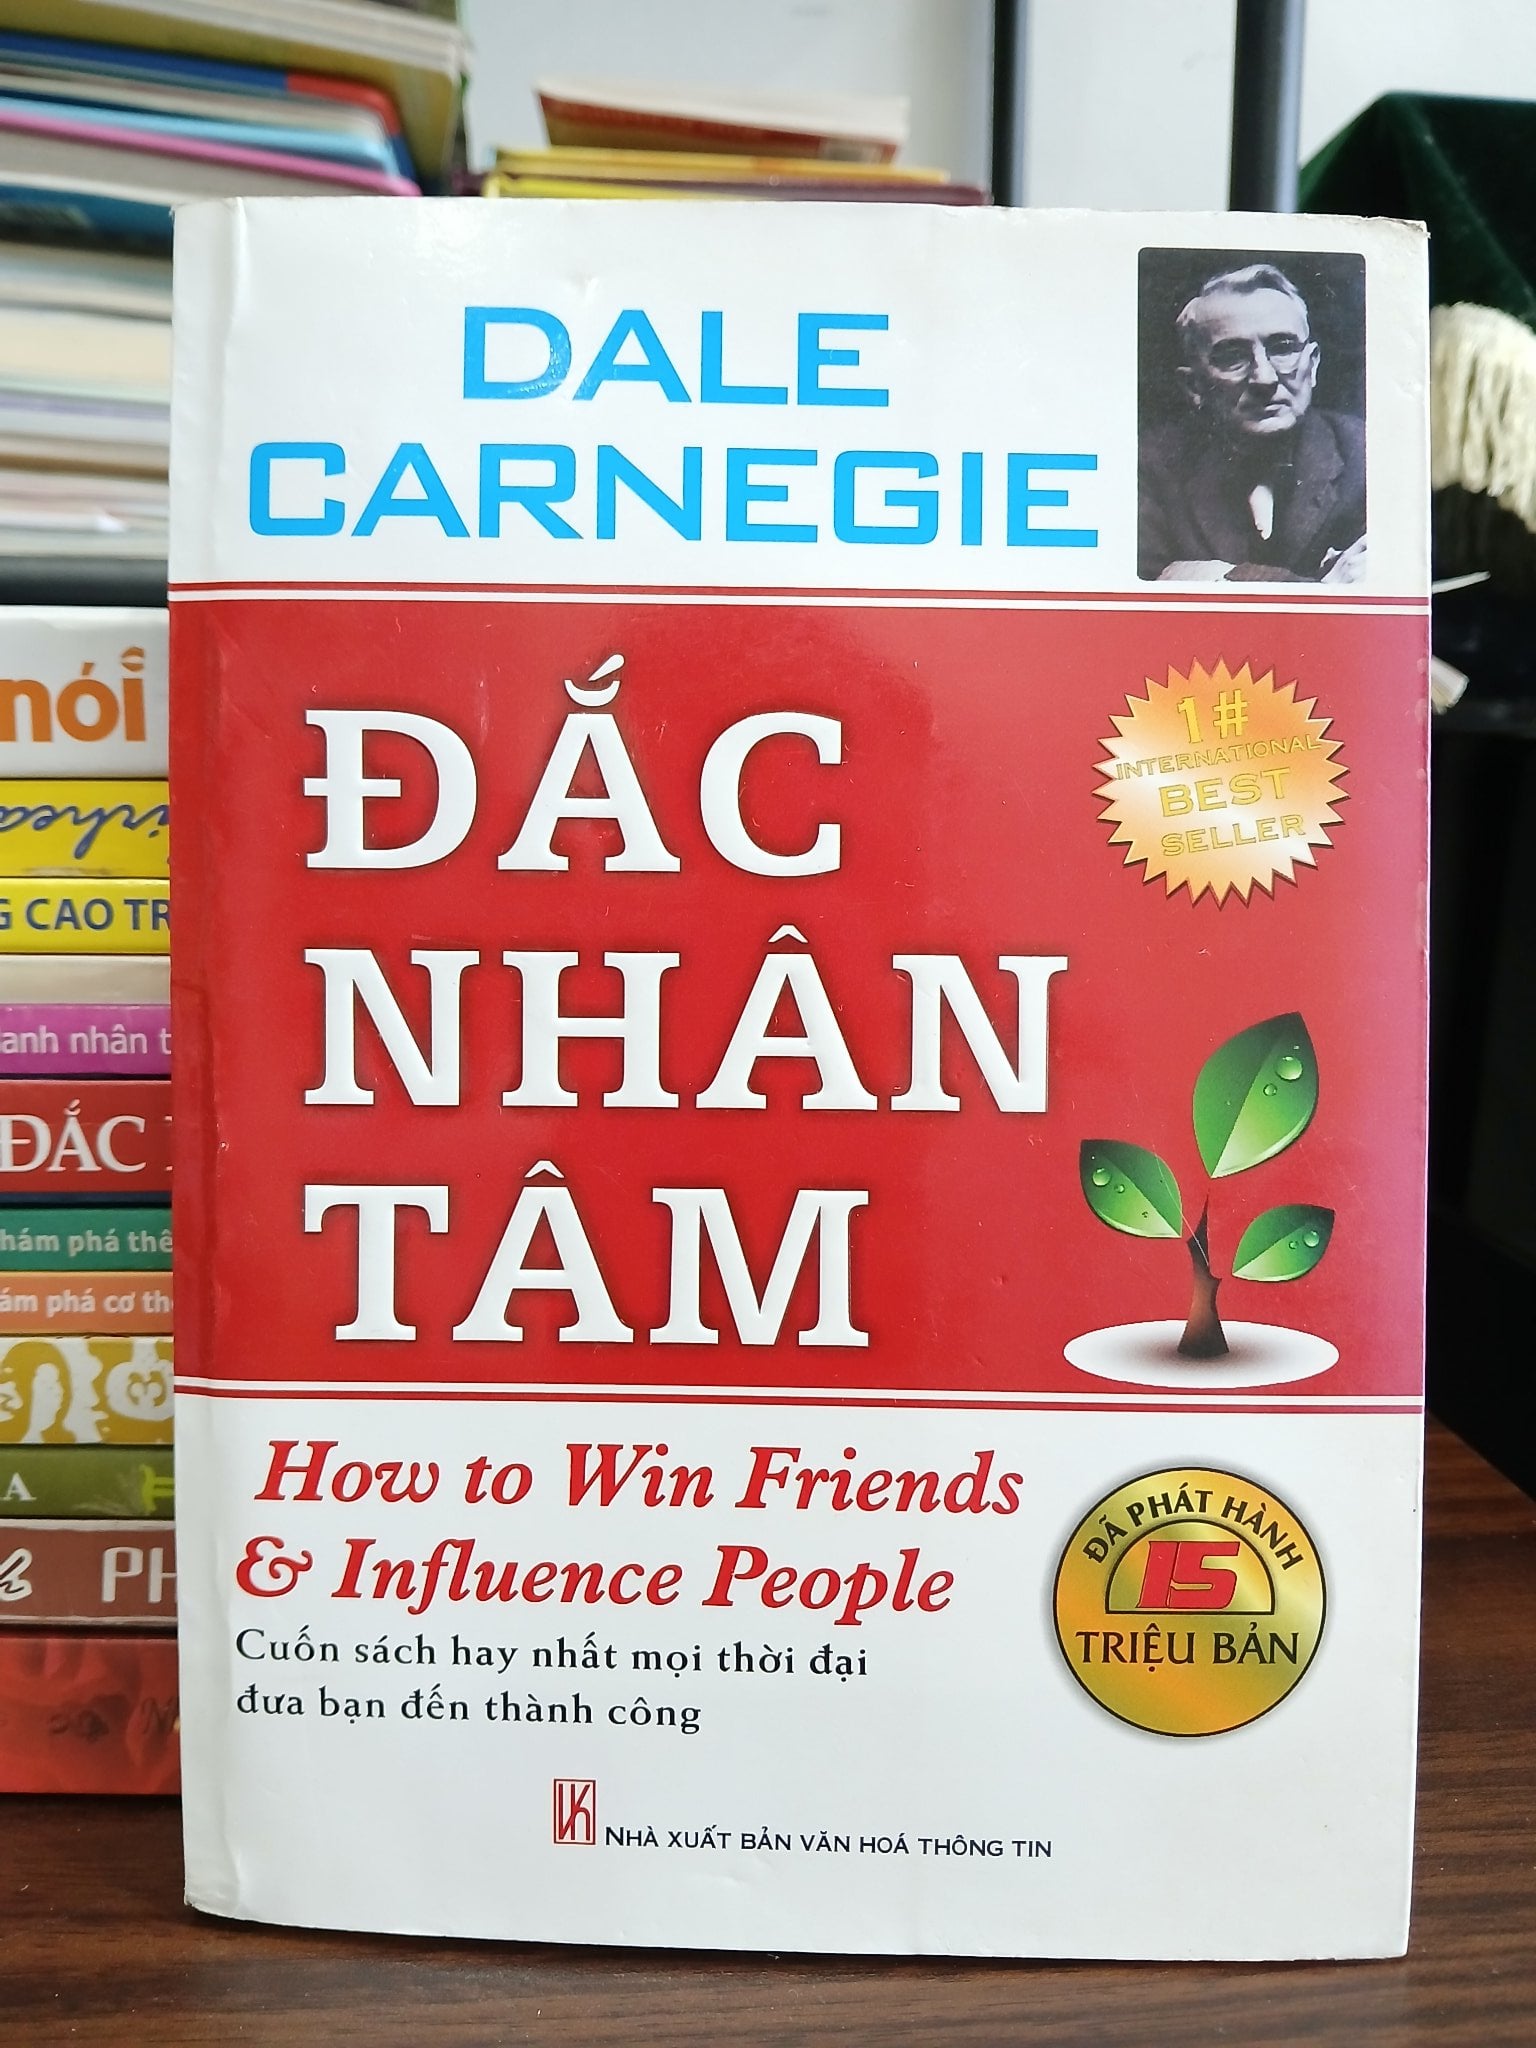 DALE
CARNEGIE
ĐẮC
NHÂN
TÂM
1#
INTERNATIONAL
BEST
SELLER
How to Win Friends
& Influence People
Cuốn sách hay nhất mọi thời đại
đưa bạn đến thành công
ĐÃ PHÁT HÀNH
15
TRIỆU BẢN
NHÀ XUẤT BẢN VĂN HOÁ THÔNG TIN
nói
CAO TR
anh nhân t
ĐẮC
hám phá thê
ám phá cơ th
A
PH